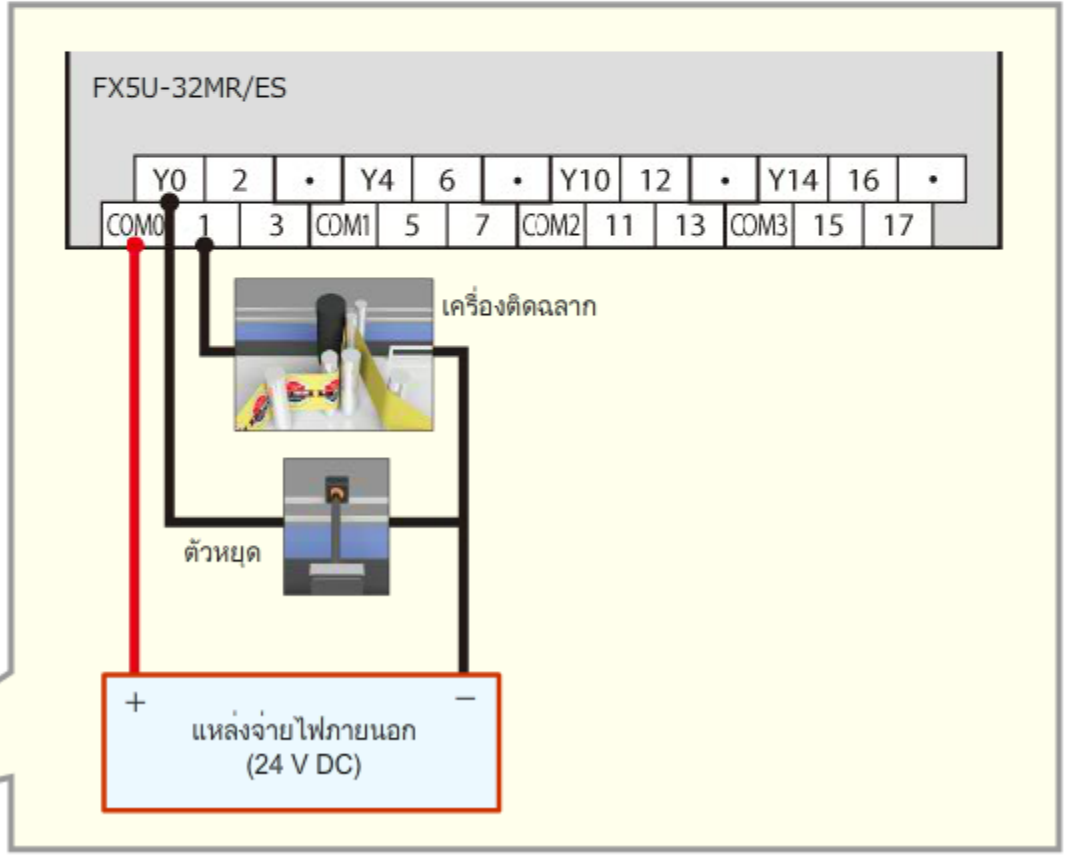 FX5U-32MR/ES
Y0 2 • Y4 6 • Y10 12 • Y14 16 •
COM0 1 3 COM1 5 7 COM2 11 13 COM3 15 17
เครื่องติดฉลาก
ตัวหยุด
+ −
แหล่งจ่ายไฟภายนอก
(24 V DC)